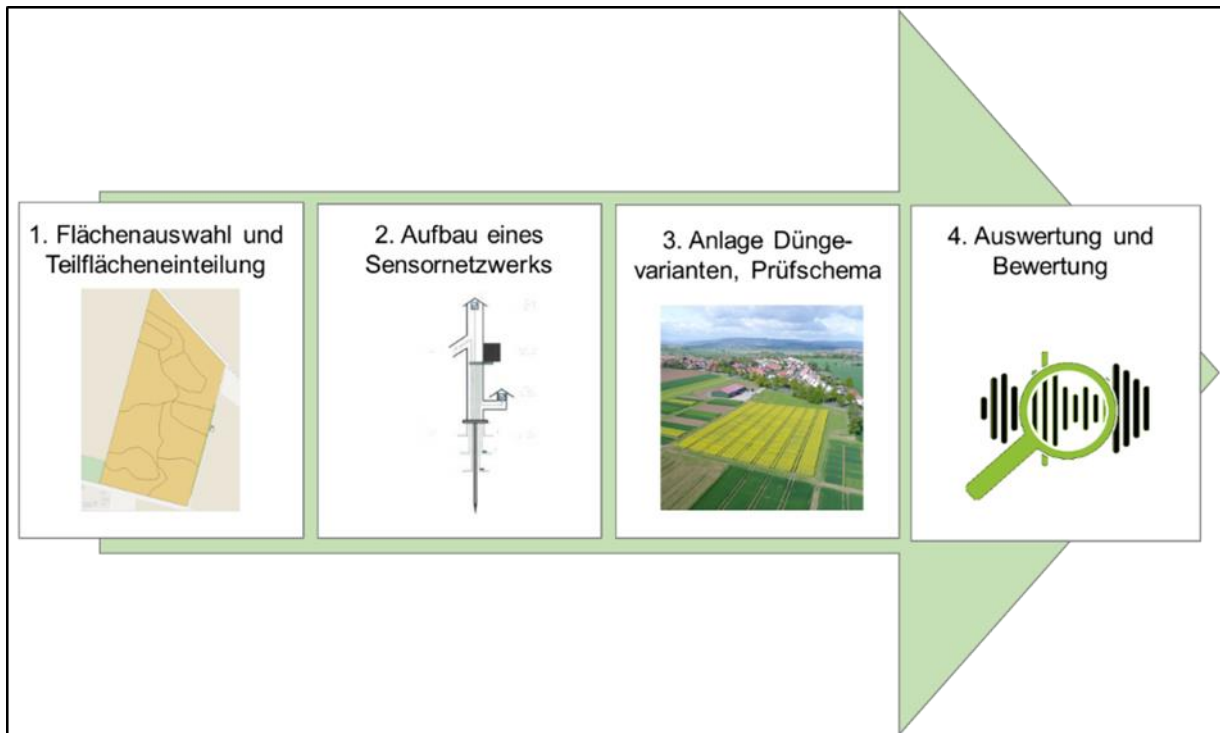 1. Flächenauswahl und
Teilflächeneinteilung
2. Aufbau eines
Sensornetzwerks
3. Anlage Dünge-
varianten, Prüfschema
4. Auswertung und
Bewertung